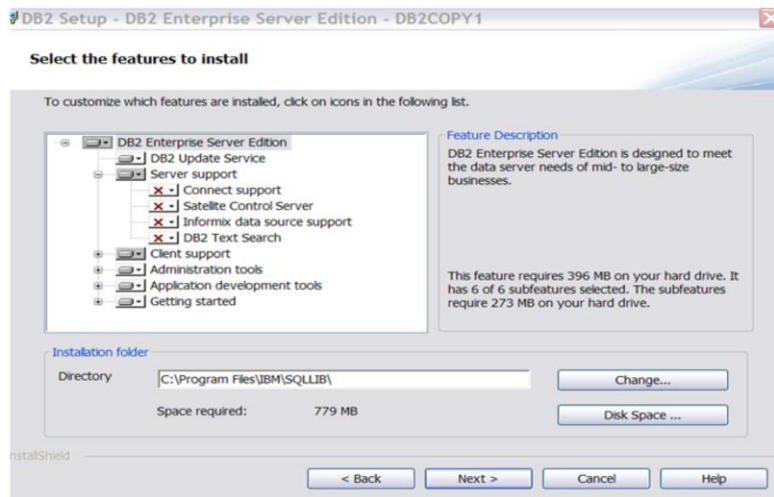 DB2 Setup - DB2 Enterprise Server Edition - DB2COPY1
Select the features to install
To customize which features are installed, click on icons in the following list.
DB2 Enterprise Server Edition
DB2 Update Service
Server support
Connect support
Satellite Control Server
Informix data source support
DB2 Text Search
Client support
Administration tools
Application development tools
Getting started
Feature Description
DB2 Enterprise Server Edition is designed to meet
the data server needs of mid- to large-size
businesses.
This feature requires 396 MB on your hard drive. It
has 6 of 6 subfeatures selected. The subfeatures
require 273 MB on your hard drive.
Installation folder
Directory
C:\Program Files\IBM\SQLLIB\
Change...
Space required: 779 MB
Disk Space ...
nstallShield
< Back
Next >
Cancel
Help